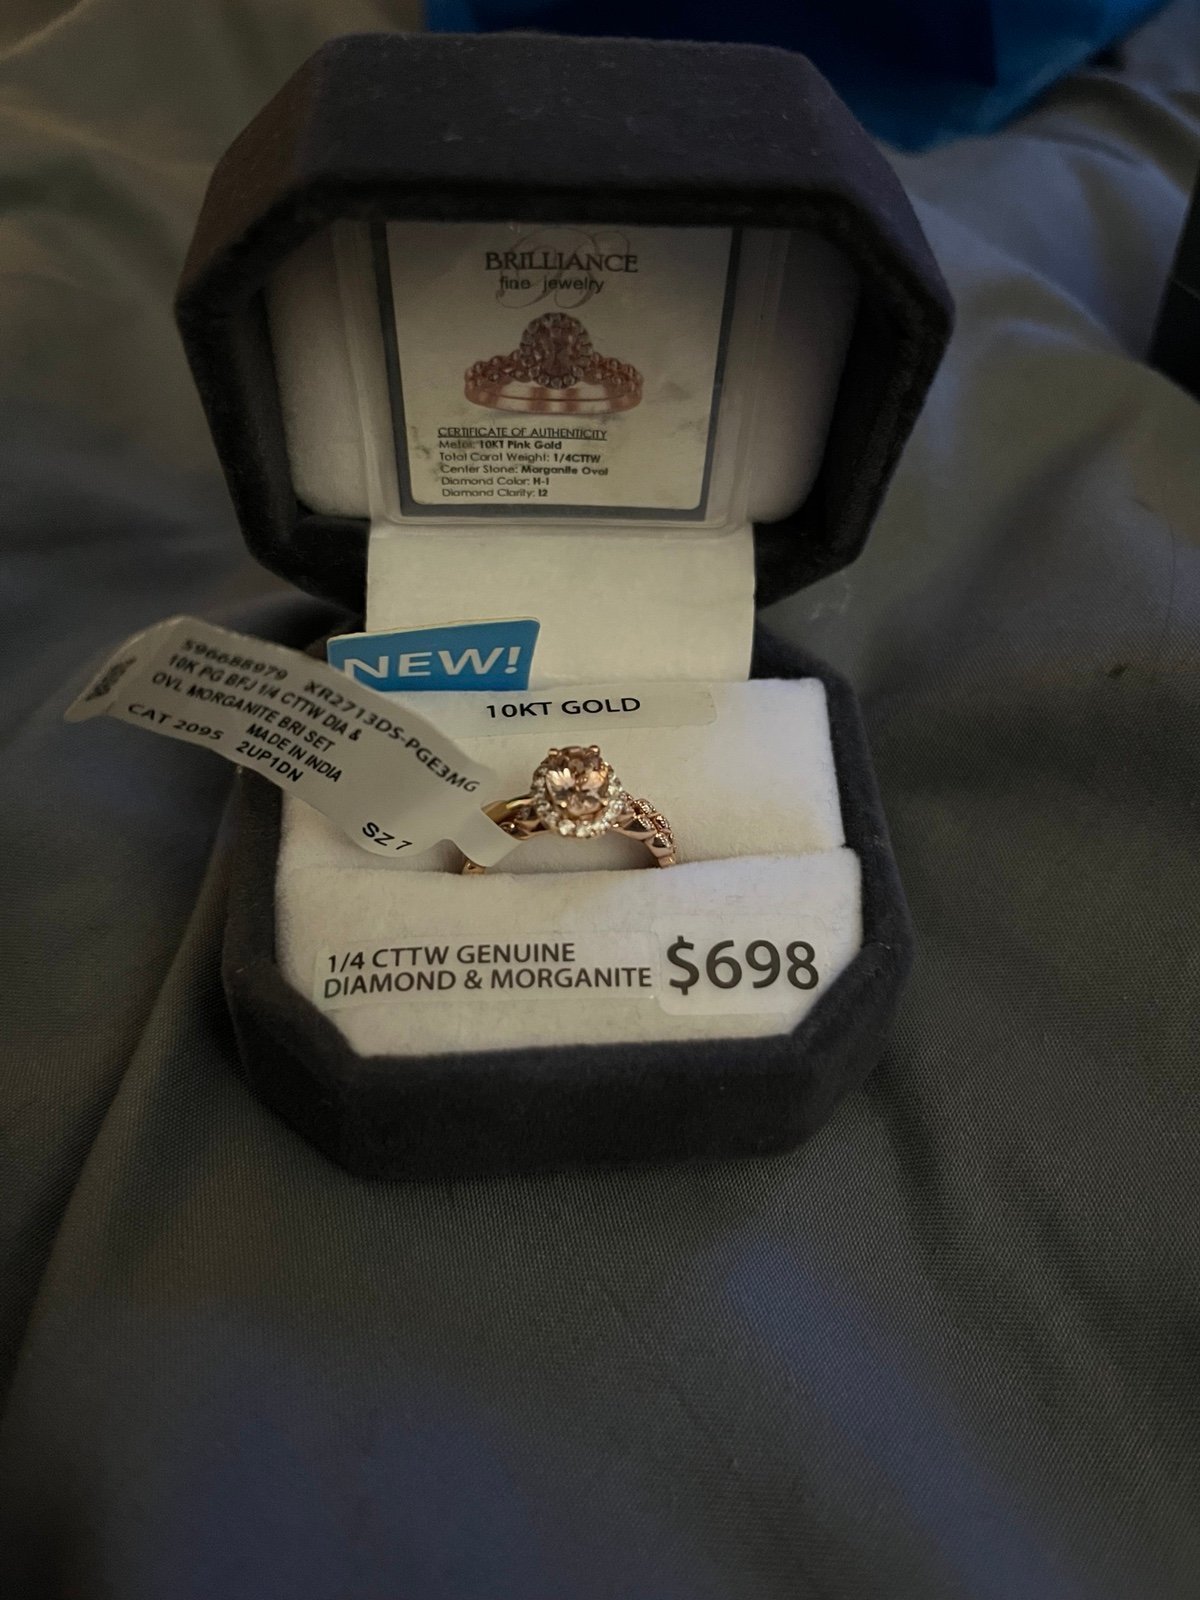 BRILLIANCE
fine jewelry
CERTIFICATE OF AUTHENTICITY
Metal: 10KT Pink Gold
Total Carat Weight: 1/4CTTW
Center Stone: Morganite Oval
Diamond Color: H-I
Diamond Clarity: I2
NEW!
10KT GOLD
596688979 XR2713DS-PGE3MG
10K PG BFJ 1/4 CTTW DIA &
OVL MORGANITE BRI SET
MADE IN INDIA
CAT 2095 2UP1DN
SZ 7
1/4 CTTW GENUINE
DIAMOND & MORGANITE
$698